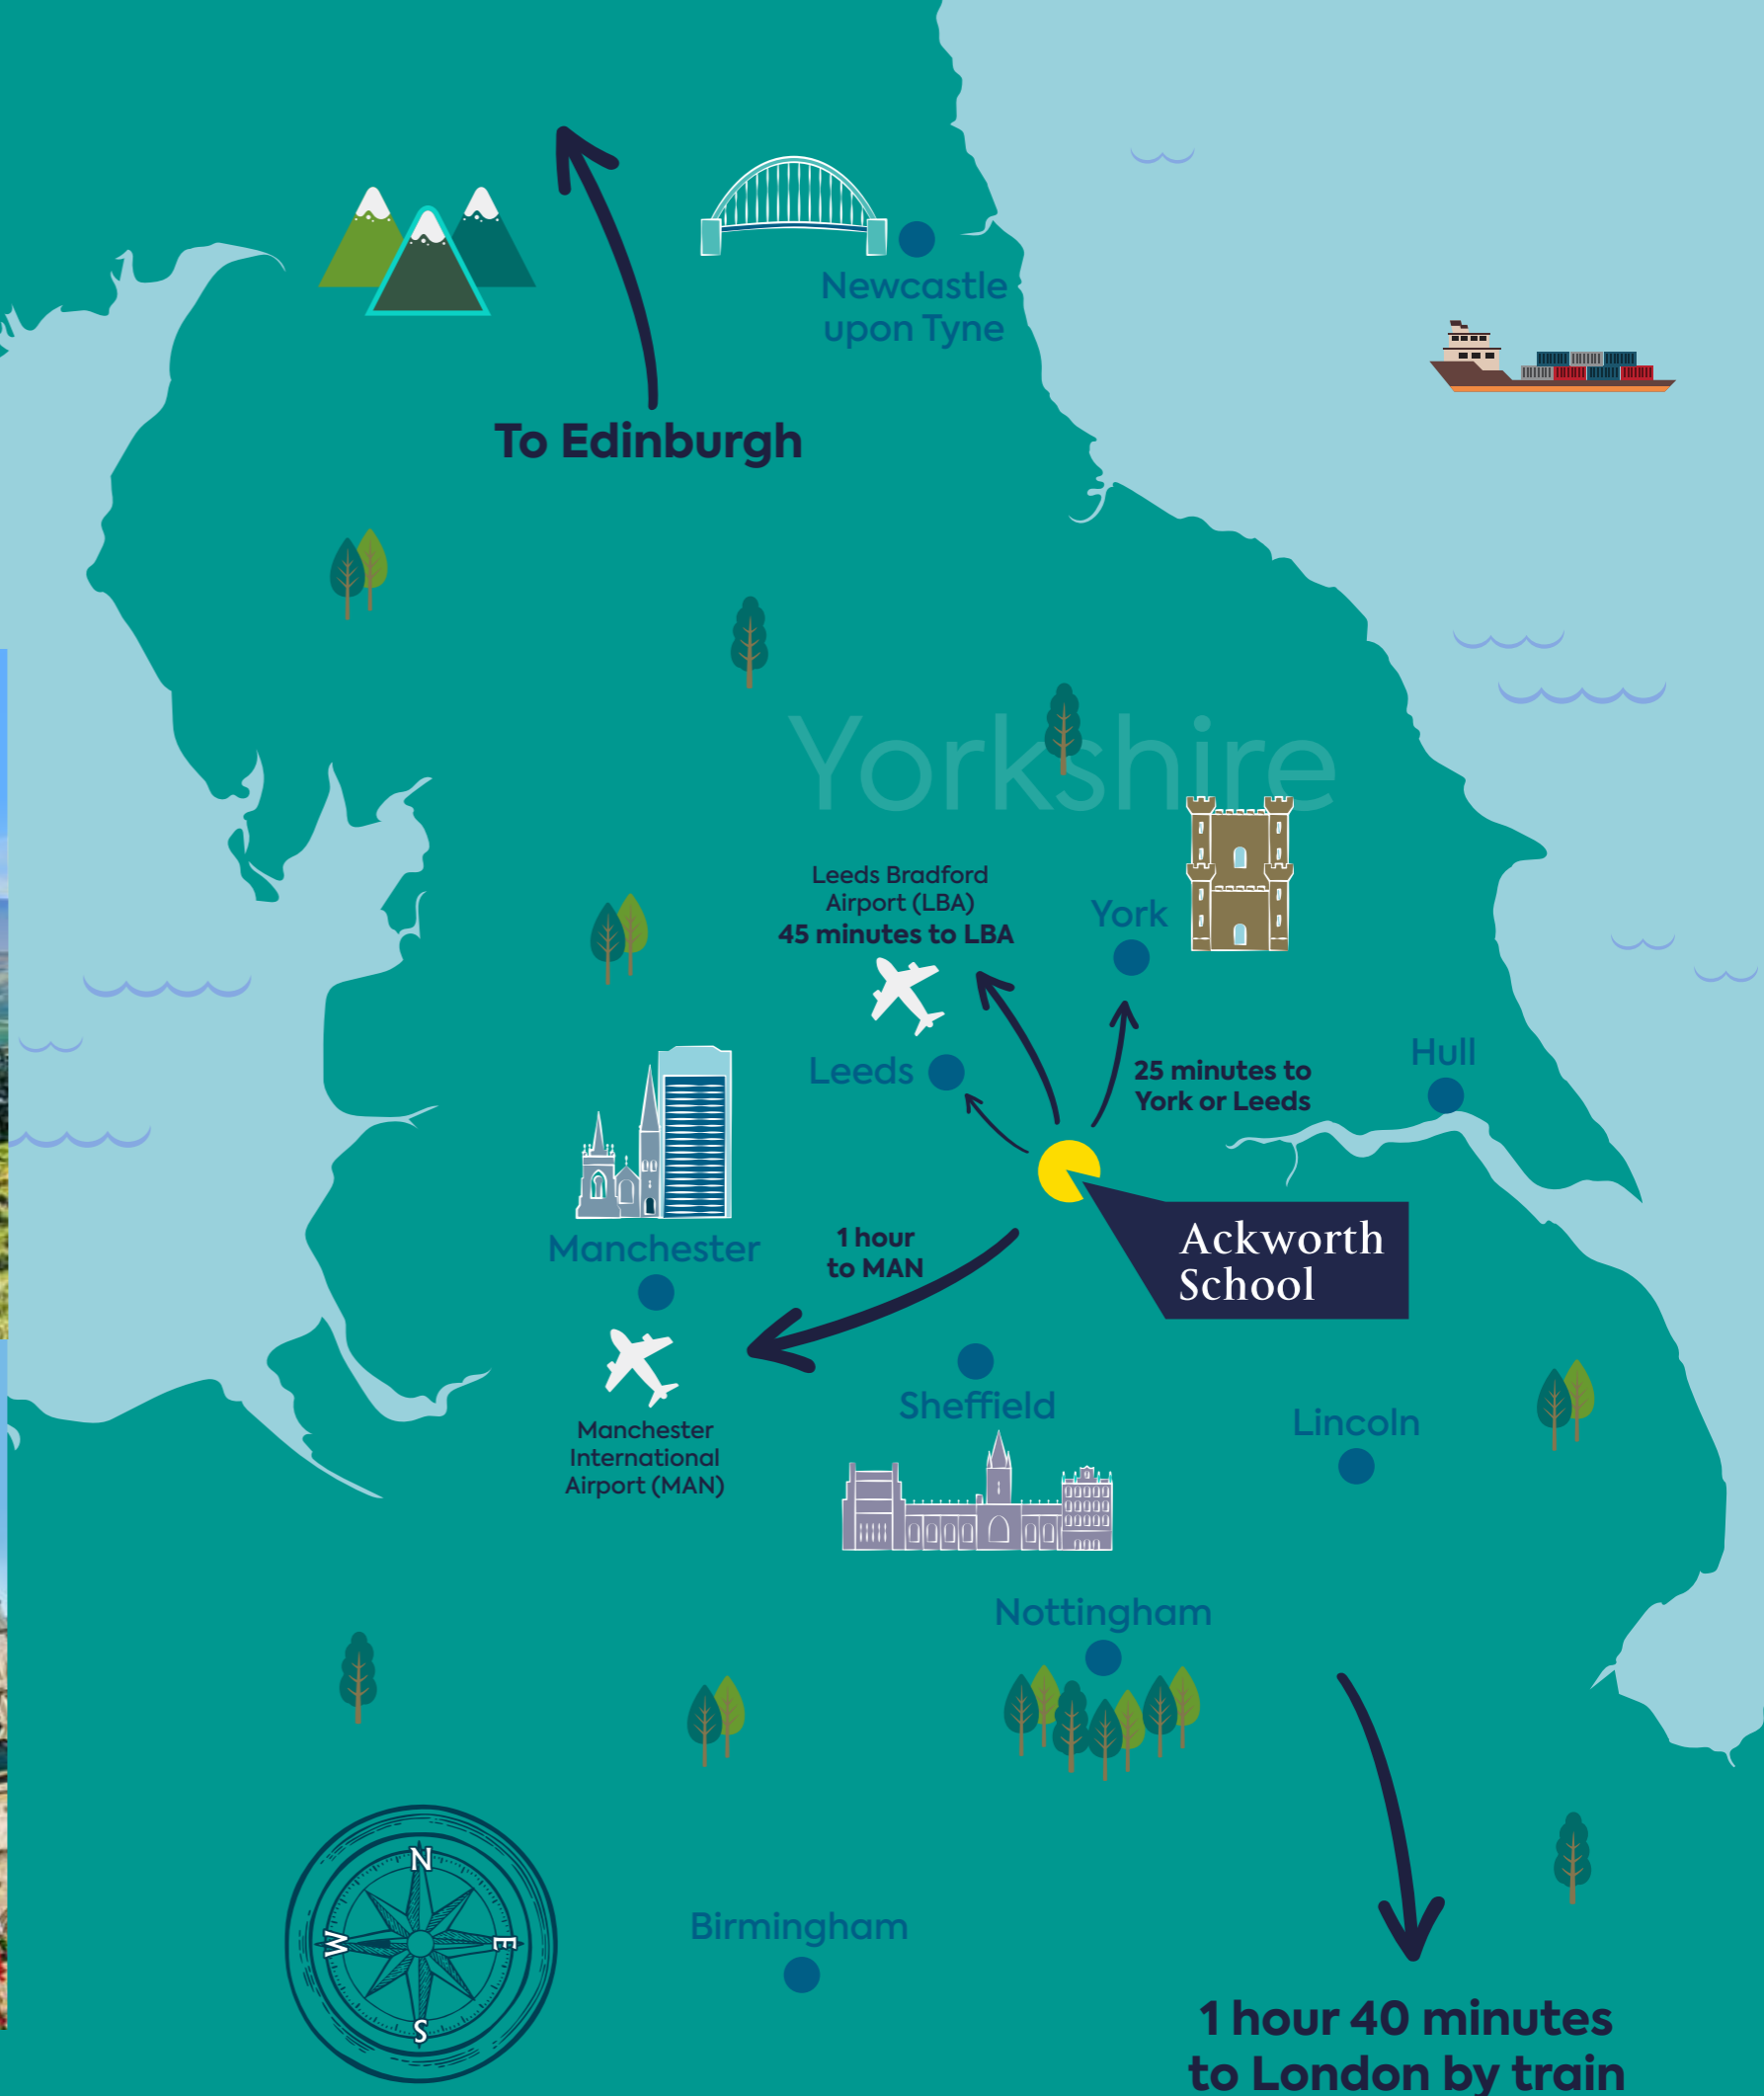 Newcastle
upon Tyne
To Edinburgh
Yorkshire
Leeds Bradford
Airport (LBA)
45 minutes to LBA
York
Leeds
25 minutes to
York or Leeds
Hull
Manchester
1 hour
to MAN
Ackworth
School
Manchester
International
Airport (MAN)
Sheffield
Lincoln
Nottingham
N
W
E
S
Birmingham
1 hour 40 minutes
to London by train